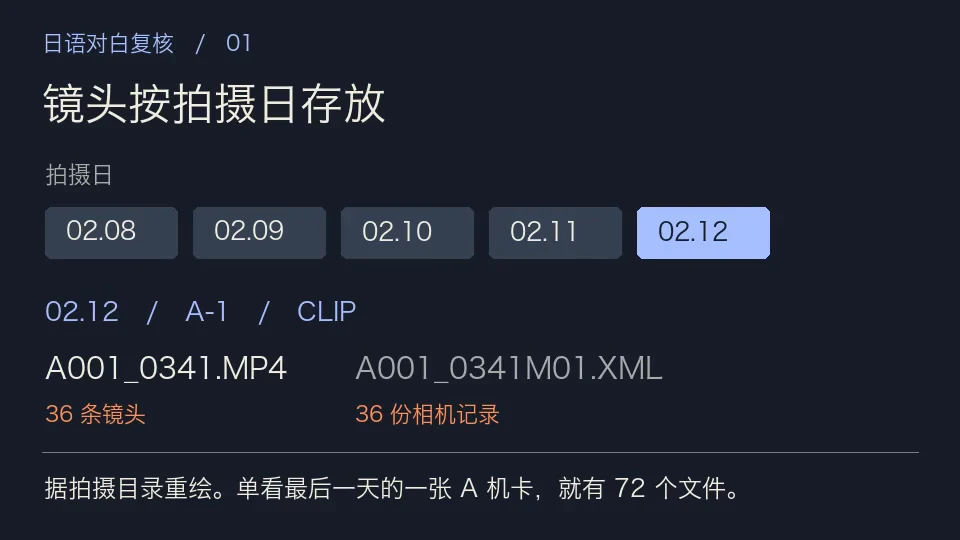 日语对白复核 / 01
镜头按拍摄日存放
拍摄日
02.08 02.09 02.10 02.11 02.12
02.12 / A-1 / CLIP
A001_0341.MP4 A001_0341M01.XML
36 条镜头 36 份相机记录
据拍摄目录重绘。单看最后一天的一张 A 机卡，就有 72 个文件。